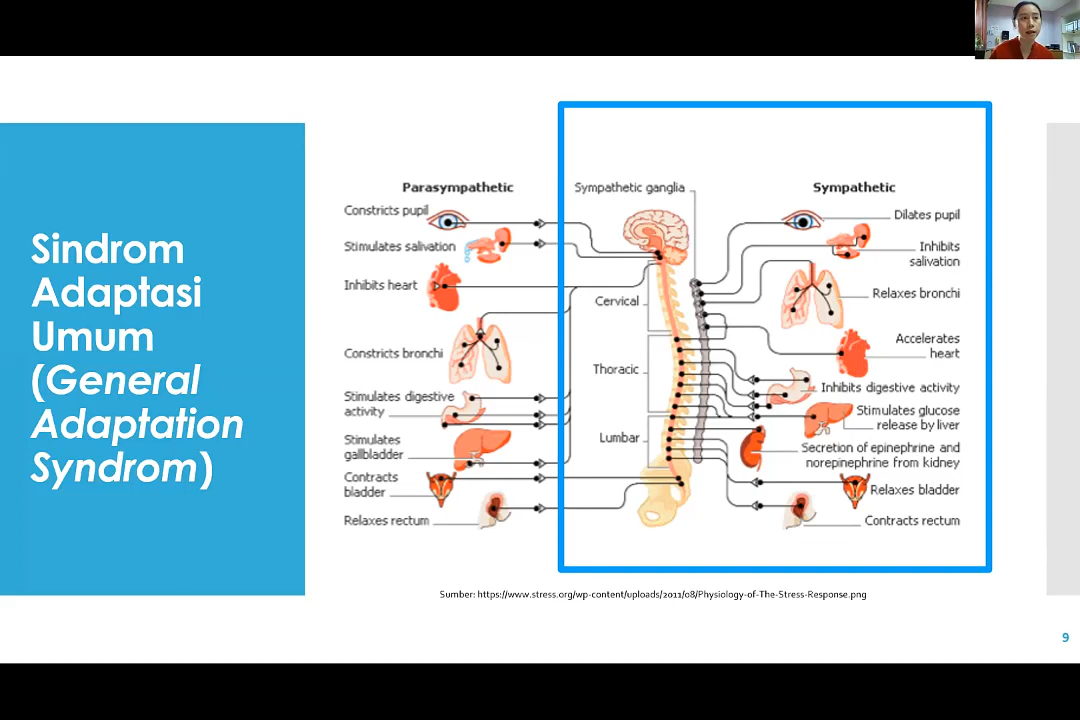 Sindrom
Adaptasi
Umum
(General
Adaptation
Syndrom)
Parasympathetic
Constricts pupil
Stimulates salivation
Inhibits heart
Constricts bronchi
Stimulates digestive
activity
Stimulates
gallbladder
Contracts
bladder
Relaxes rectum
Sympathetic ganglia
Cervical
Thoracic
Lumbar
Sympathetic
Dilates pupil
Inhibits
salivation
Relaxes bronchi
Accelerates
heart
Inhibits digestive activity
Stimulates glucose
release by liver
Secretion of epinephrine and
norepinephrine from kidney
Relaxes bladder
Contracts rectum
Sumber: https://www.stress.org/wp-content/uploads/2011/08/Physiology-of-The-Stress-Response.png
9